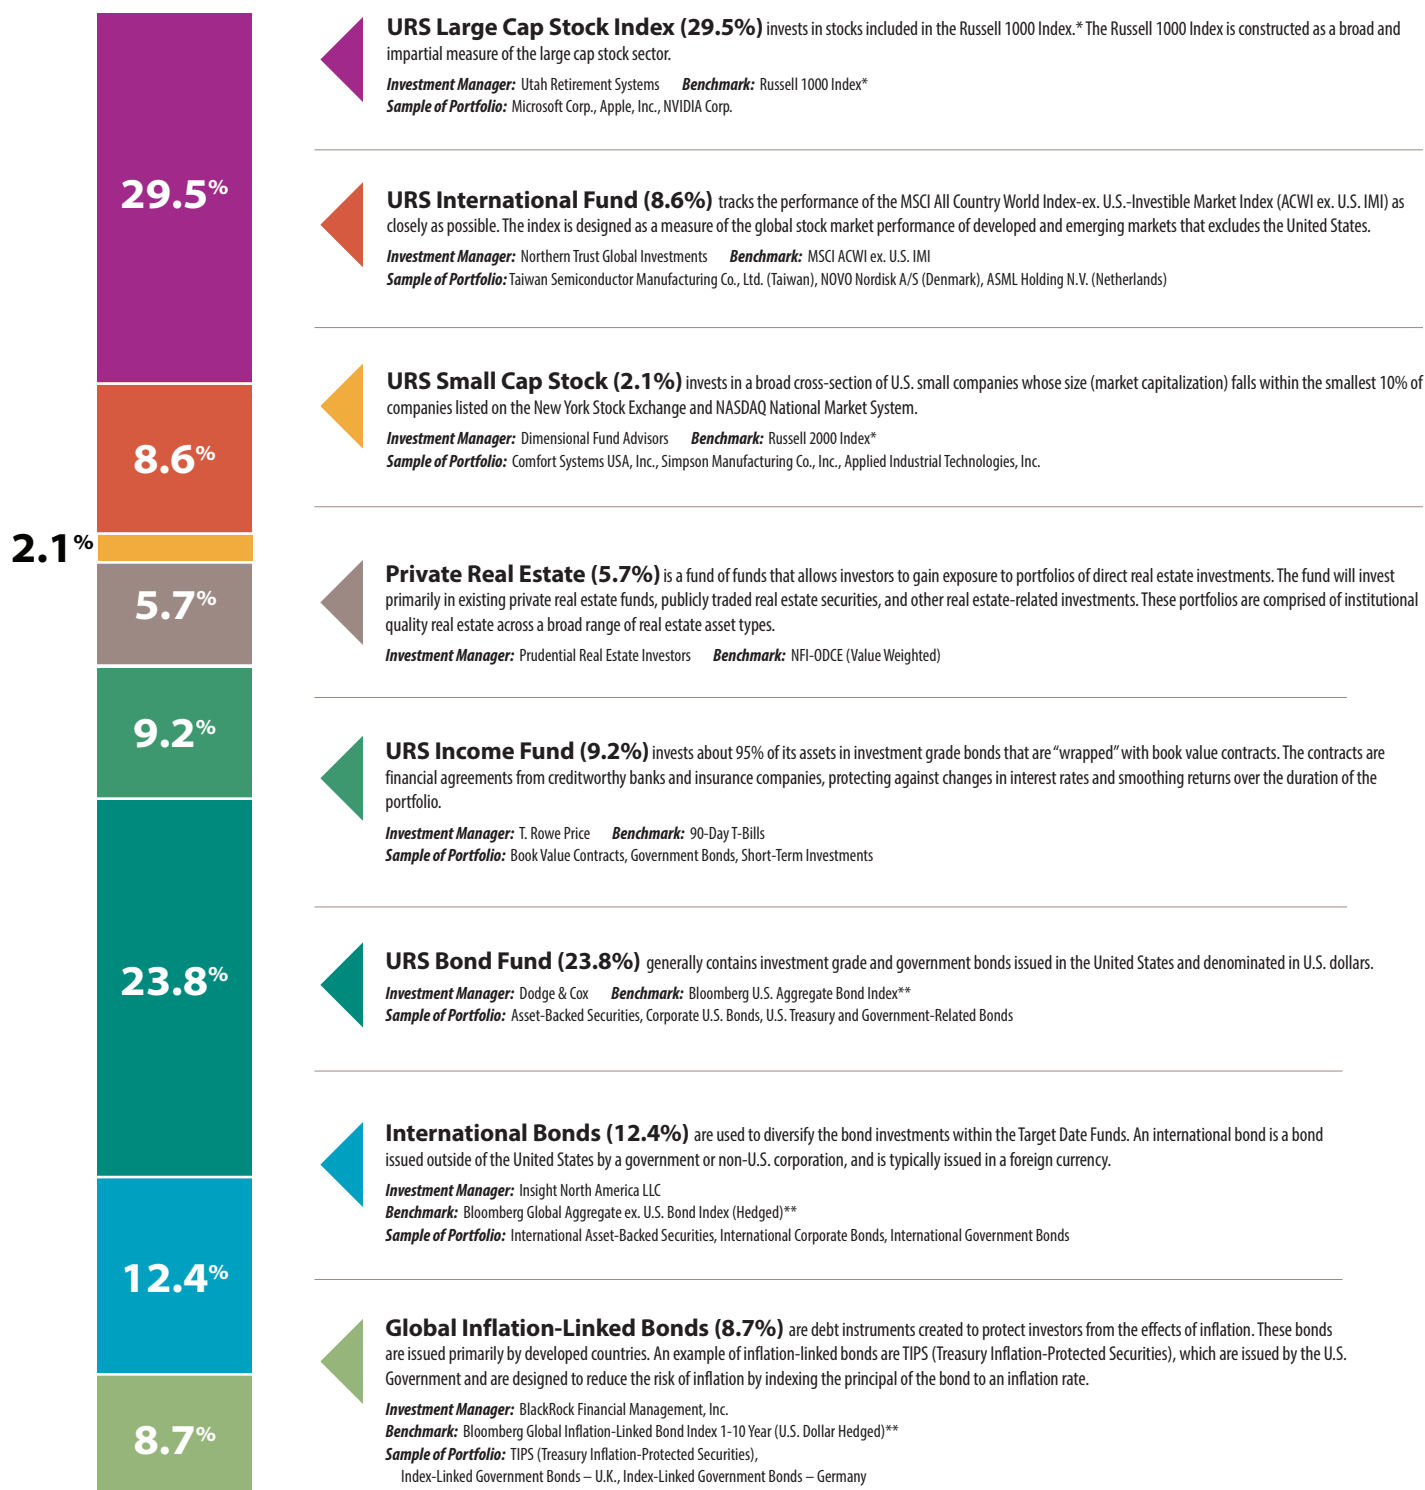 29.5%
8.6%
2.1%
5.7%
9.2%
23.8%
12.4%
8.7%
URS Large Cap Stock Index (29.5%) invests in stocks included in the Russell 1000 Index.* The Russell 1000 Index is constructed as a broad and
impartial measure of the large cap stock sector.
Investment Manager: Utah Retirement Systems Benchmark: Russell 1000 Index*
Sample of Portfolio: Microsoft Corp., Apple, Inc., NVIDIA Corp.
URS International Fund (8.6%) tracks the performance of the MSCI All Country World Index-ex. U.S.-Investible Market Index (ACWI ex. U.S. IMI) as
closely as possible. The index is designed as a measure of the global stock market performance of developed and emerging markets that excludes the United States.
Investment Manager: Northern Trust Global Investments Benchmark: MSCI ACWI ex. U.S. IMI
Sample of Portfolio: Taiwan Semiconductor Manufacturing Co., Ltd. (Taiwan), NOVO Nordisk A/S (Denmark), ASML Holding N.V. (Netherlands)
URS Small Cap Stock (2.1%) invests in a broad cross-section of U.S. small companies whose size (market capitalization) falls within the smallest 10% of
companies listed on the New York Stock Exchange and NASDAQ National Market System.
Investment Manager: Dimensional Fund Advisors Benchmark: Russell 2000 Index*
Sample of Portfolio: Comfort Systems USA, Inc., Simpson Manufacturing Co., Inc., Applied Industrial Technologies, Inc.
Private Real Estate (5.7%) is a fund of funds that allows investors to gain exposure to portfolios of direct real estate investments. The fund will invest
primarily in existing private real estate funds, publicly traded real estate securities, and other real estate-related investments. These portfolios are comprised of institutional
quality real estate across a broad range of real estate asset types.
Investment Manager: Prudential Real Estate Investors Benchmark: NFI-ODCE (Value Weighted)
URS Income Fund (9.2%) invests about 95% of its assets in investment grade bonds that are “wrapped” with book value contracts. The contracts are
financial agreements from creditworthy banks and insurance companies, protecting against changes in interest rates and smoothing returns over the duration of the
portfolio.
Investment Manager: T. Rowe Price Benchmark: 90-Day T-Bills
Sample of Portfolio: Book Value Contracts, Government Bonds, Short-Term Investments
URS Bond Fund (23.8%) generally contains investment grade and government bonds issued in the United States and denominated in U.S. dollars.
Investment Manager: Dodge & Cox Benchmark: Bloomberg U.S. Aggregate Bond Index**
Sample of Portfolio: Asset-Backed Securities, Corporate U.S. Bonds, U.S. Treasury and Government-Related Bonds
International Bonds (12.4%) are used to diversify the bond investments within the Target Date Funds. An international bond is a bond
issued outside of the United States by a government or non-U.S. corporation, and is typically issued in a foreign currency.
Investment Manager: Insight North America LLC
Benchmark: Bloomberg Global Aggregate ex. U.S. Bond Index (Hedged)**
Sample of Portfolio: International Asset-Backed Securities, International Corporate Bonds, International Government Bonds
Global Inflation-Linked Bonds (8.7%) are debt instruments created to protect investors from the effects of inflation. These bonds
are issued primarily by developed countries. An example of inflation-linked bonds are TIPS (Treasury Inflation-Protected Securities), which are issued by the U.S.
Government and are designed to reduce the risk of inflation by indexing the principal of the bond to an inflation rate.
Investment Manager: BlackRock Financial Management, Inc.
Benchmark: Bloomberg Global Inflation-Linked Bond Index 1-10 Year (U.S. Dollar Hedged)**
Sample of Portfolio: TIPS (Treasury Inflation-Protected Securities),
Index-Linked Government Bonds – U.K., Index-Linked Government Bonds – Germany